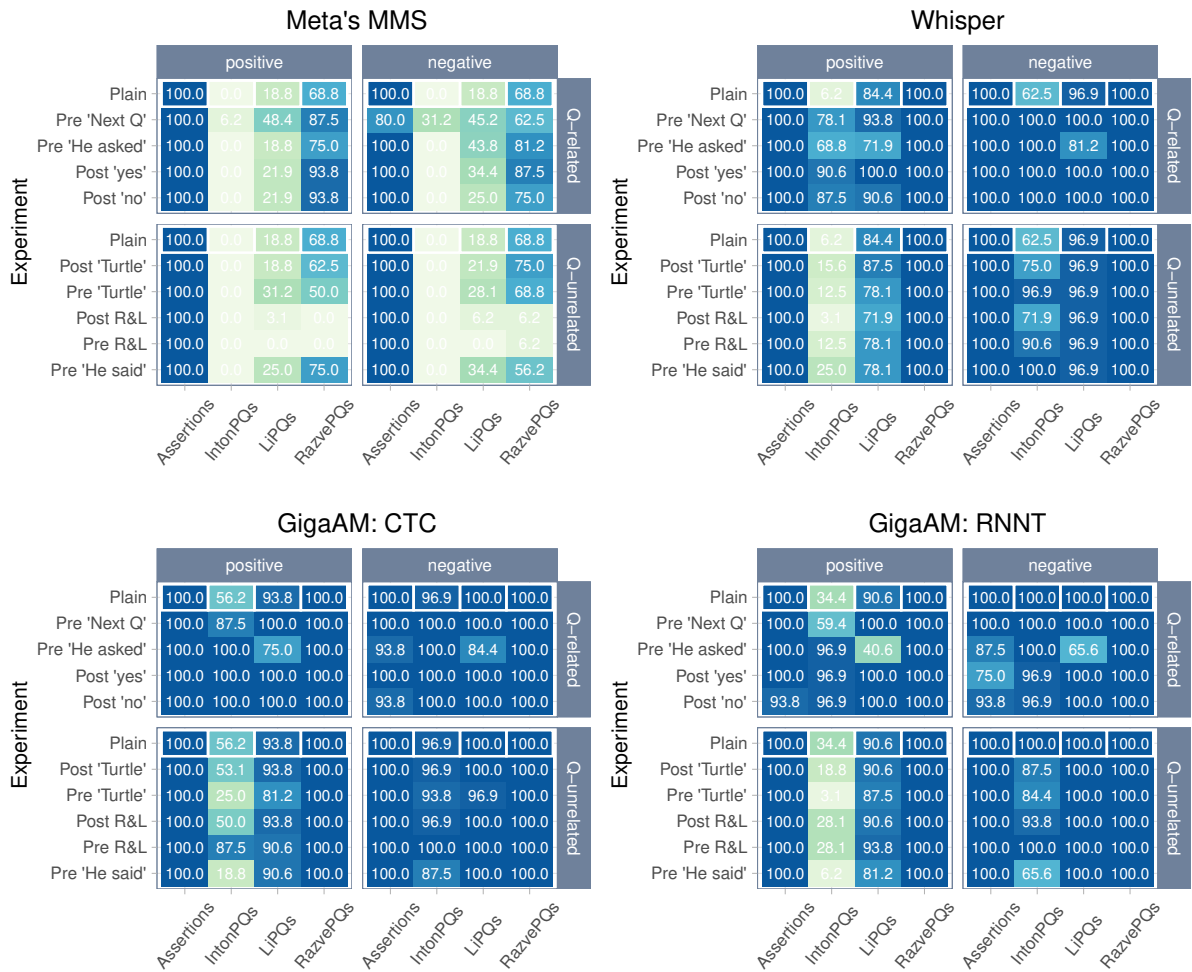 Meta's MMS
positive negative
Plain 100.0 0.0 18.8 68.8 100.0 0.0 18.8 68.8
Pre 'Next Q' 100.0 6.2 48.4 87.5 80.0 31.2 45.2 62.5
Pre 'He asked' 100.0 0.0 18.8 75.0 100.0 0.0 43.8 81.2
Post 'yes' 100.0 0.0 21.9 93.8 100.0 0.0 34.4 87.5
Post 'no' 100.0 0.0 21.9 93.8 100.0 0.0 25.0 75.0
Q-related
Plain 100.0 0.0 18.8 68.8 100.0 0.0 18.8 68.8
Post 'Turtle' 100.0 0.0 18.8 62.5 100.0 0.0 21.9 75.0
Pre 'Turtle' 100.0 0.0 31.2 50.0 100.0 0.0 28.1 68.8
Post R&L 100.0 0.0 3.1 0.0 100.0 0.0 6.2 6.2
Pre R&L 100.0 0.0 0.0 0.0 100.0 0.0 0.0 6.2
Pre 'He said' 100.0 0.0 25.0 75.0 100.0 0.0 34.4 56.2
Q-unrelated
Experiment
Assertions IntonPQs LiPQs RazvePQs Assertions IntonPQs LiPQs RazvePQs
Whisper
positive negative
Plain 100.0 6.2 84.4 100.0 100.0 62.5 96.9 100.0
Pre 'Next Q' 100.0 78.1 93.8 100.0 100.0 100.0 100.0 100.0
Pre 'He asked' 100.0 68.8 71.9 100.0 100.0 100.0 81.2 100.0
Post 'yes' 100.0 90.6 100.0 100.0 100.0 100.0 100.0 100.0
Post 'no' 100.0 87.5 90.6 100.0 100.0 100.0 100.0 100.0
Q-related
Plain 100.0 6.2 84.4 100.0 100.0 62.5 96.9 100.0
Post 'Turtle' 100.0 15.6 87.5 100.0 100.0 75.0 96.9 100.0
Pre 'Turtle' 100.0 12.5 78.1 100.0 100.0 96.9 96.9 100.0
Post R&L 100.0 3.1 71.9 100.0 100.0 71.9 96.9 100.0
Pre R&L 100.0 12.5 78.1 100.0 100.0 90.6 96.9 100.0
Pre 'He said' 100.0 25.0 78.1 100.0 100.0 100.0 96.9 100.0
Q-unrelated
Experiment
Assertions IntonPQs LiPQs RazvePQs Assertions IntonPQs LiPQs RazvePQs
GigaAM: CTC
positive negative
Plain 100.0 56.2 93.8 100.0 100.0 96.9 100.0 100.0
Pre 'Next Q' 100.0 87.5 100.0 100.0 100.0 100.0 100.0 100.0
Pre 'He asked' 100.0 100.0 75.0 100.0 93.8 100.0 84.4 100.0
Post 'yes' 100.0 100.0 100.0 100.0 100.0 100.0 100.0 100.0
Post 'no' 100.0 100.0 100.0 100.0 93.8 100.0 100.0 100.0
Q-related
Plain 100.0 56.2 93.8 100.0 100.0 96.9 100.0 100.0
Post 'Turtle' 100.0 53.1 93.8 100.0 100.0 96.9 100.0 100.0
Pre 'Turtle' 100.0 25.0 81.2 100.0 100.0 93.8 96.9 100.0
Post R&L 100.0 50.0 93.8 100.0 100.0 96.9 100.0 100.0
Pre R&L 100.0 87.5 90.6 100.0 100.0 100.0 100.0 100.0
Pre 'He said' 100.0 18.8 90.6 100.0 100.0 87.5 100.0 100.0
Q-unrelated
Experiment
Assertions IntonPQs LiPQs RazvePQs Assertions IntonPQs LiPQs RazvePQs
GigaAM: RNNT
positive negative
Plain 100.0 34.4 90.6 100.0 100.0 100.0 100.0 100.0
Pre 'Next Q' 100.0 59.4 100.0 100.0 100.0 100.0 100.0 100.0
Pre 'He asked' 100.0 96.9 40.6 100.0 87.5 100.0 65.6 100.0
Post 'yes' 100.0 96.9 100.0 100.0 75.0 96.9 100.0 100.0
Post 'no' 93.8 96.9 100.0 100.0 93.8 96.9 100.0 100.0
Q-related
Plain 100.0 34.4 90.6 100.0 100.0 100.0 100.0 100.0
Post 'Turtle' 100.0 18.8 90.6 100.0 100.0 87.5 100.0 100.0
Pre 'Turtle' 100.0 3.1 87.5 100.0 100.0 84.4 100.0 100.0
Post R&L 100.0 28.1 90.6 100.0 100.0 93.8 100.0 100.0
Pre R&L 100.0 28.1 93.8 100.0 100.0 100.0 100.0 100.0
Pre 'He said' 100.0 6.2 81.2 100.0 100.0 65.6 100.0 100.0
Q-unrelated
Experiment
Assertions IntonPQs LiPQs RazvePQs Assertions IntonPQs LiPQs RazvePQs